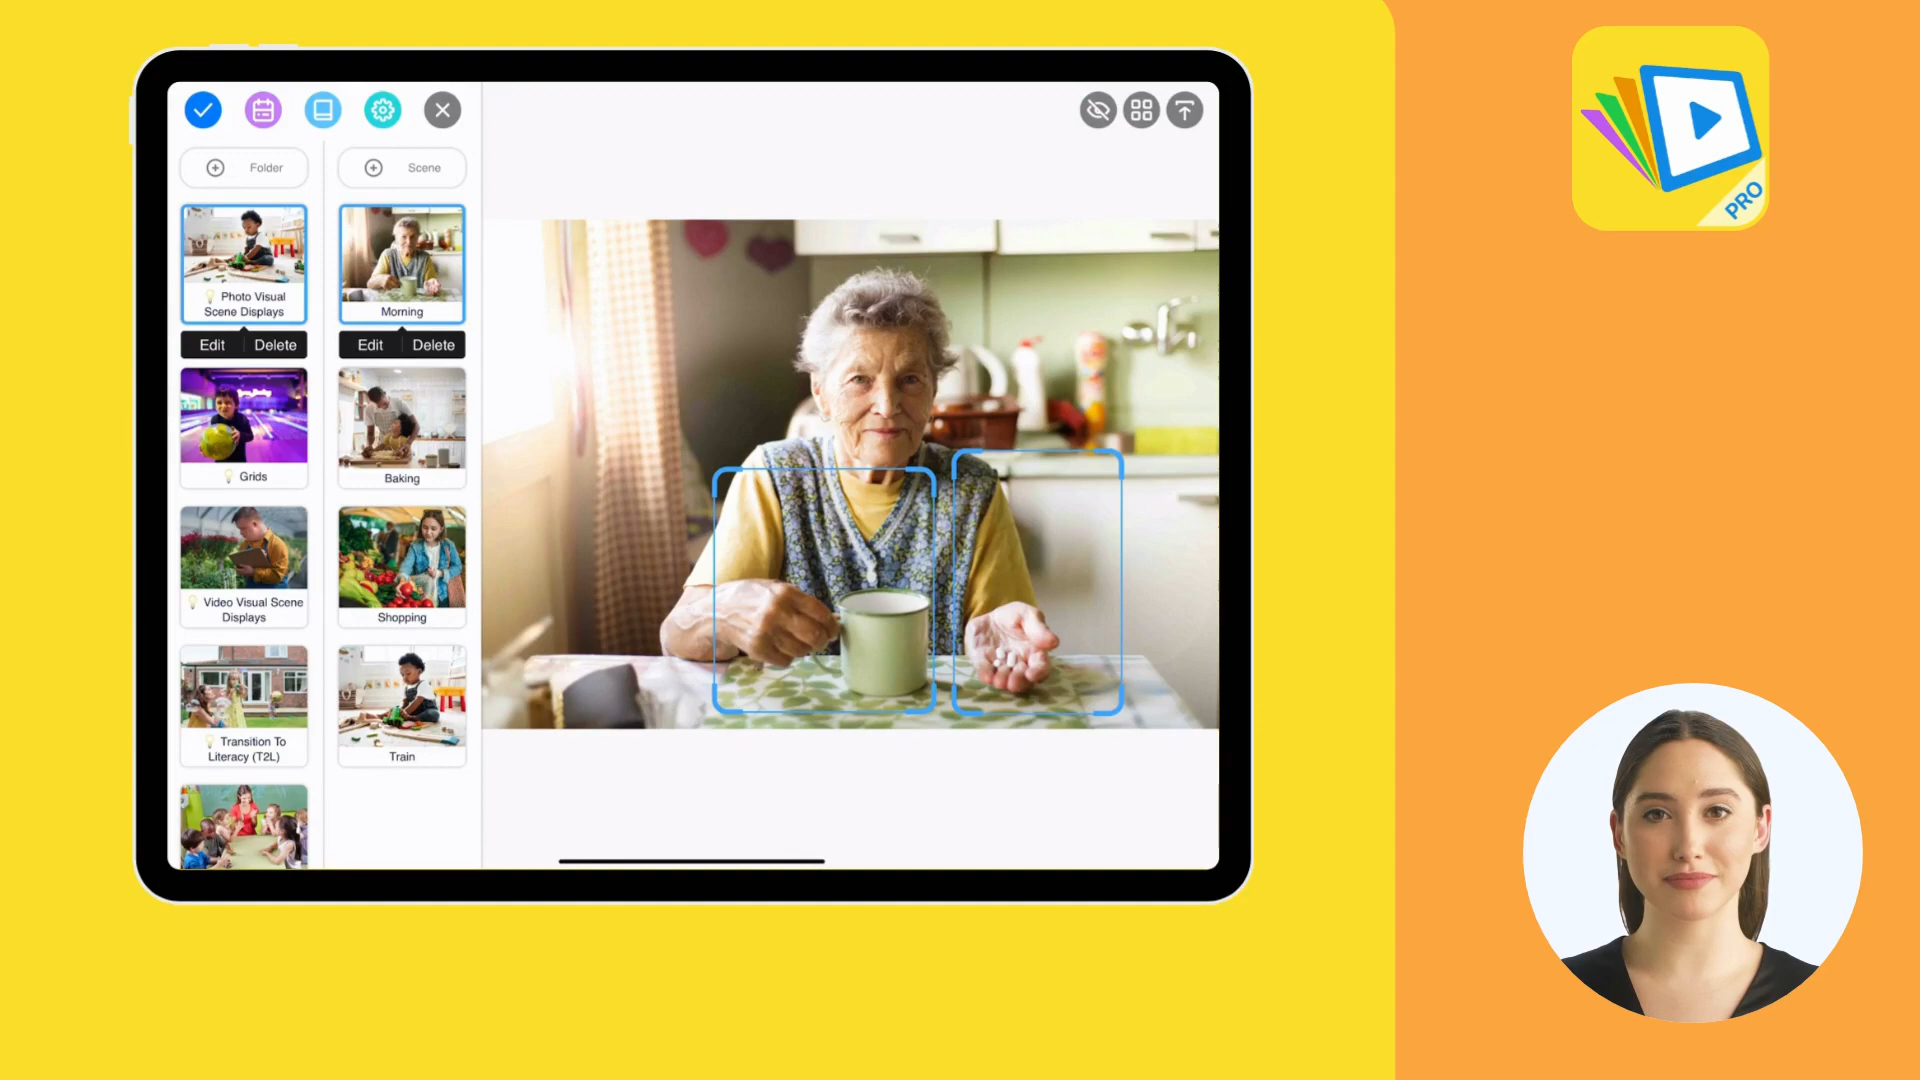 Folder
Scene
Photo Visual
Scene Displays
Morning
Edit
Delete
Edit
Delete
Grids
Baking
Video Visual Scene
Displays
Shopping
Transition To
Literacy (T2L)
Train
PRO